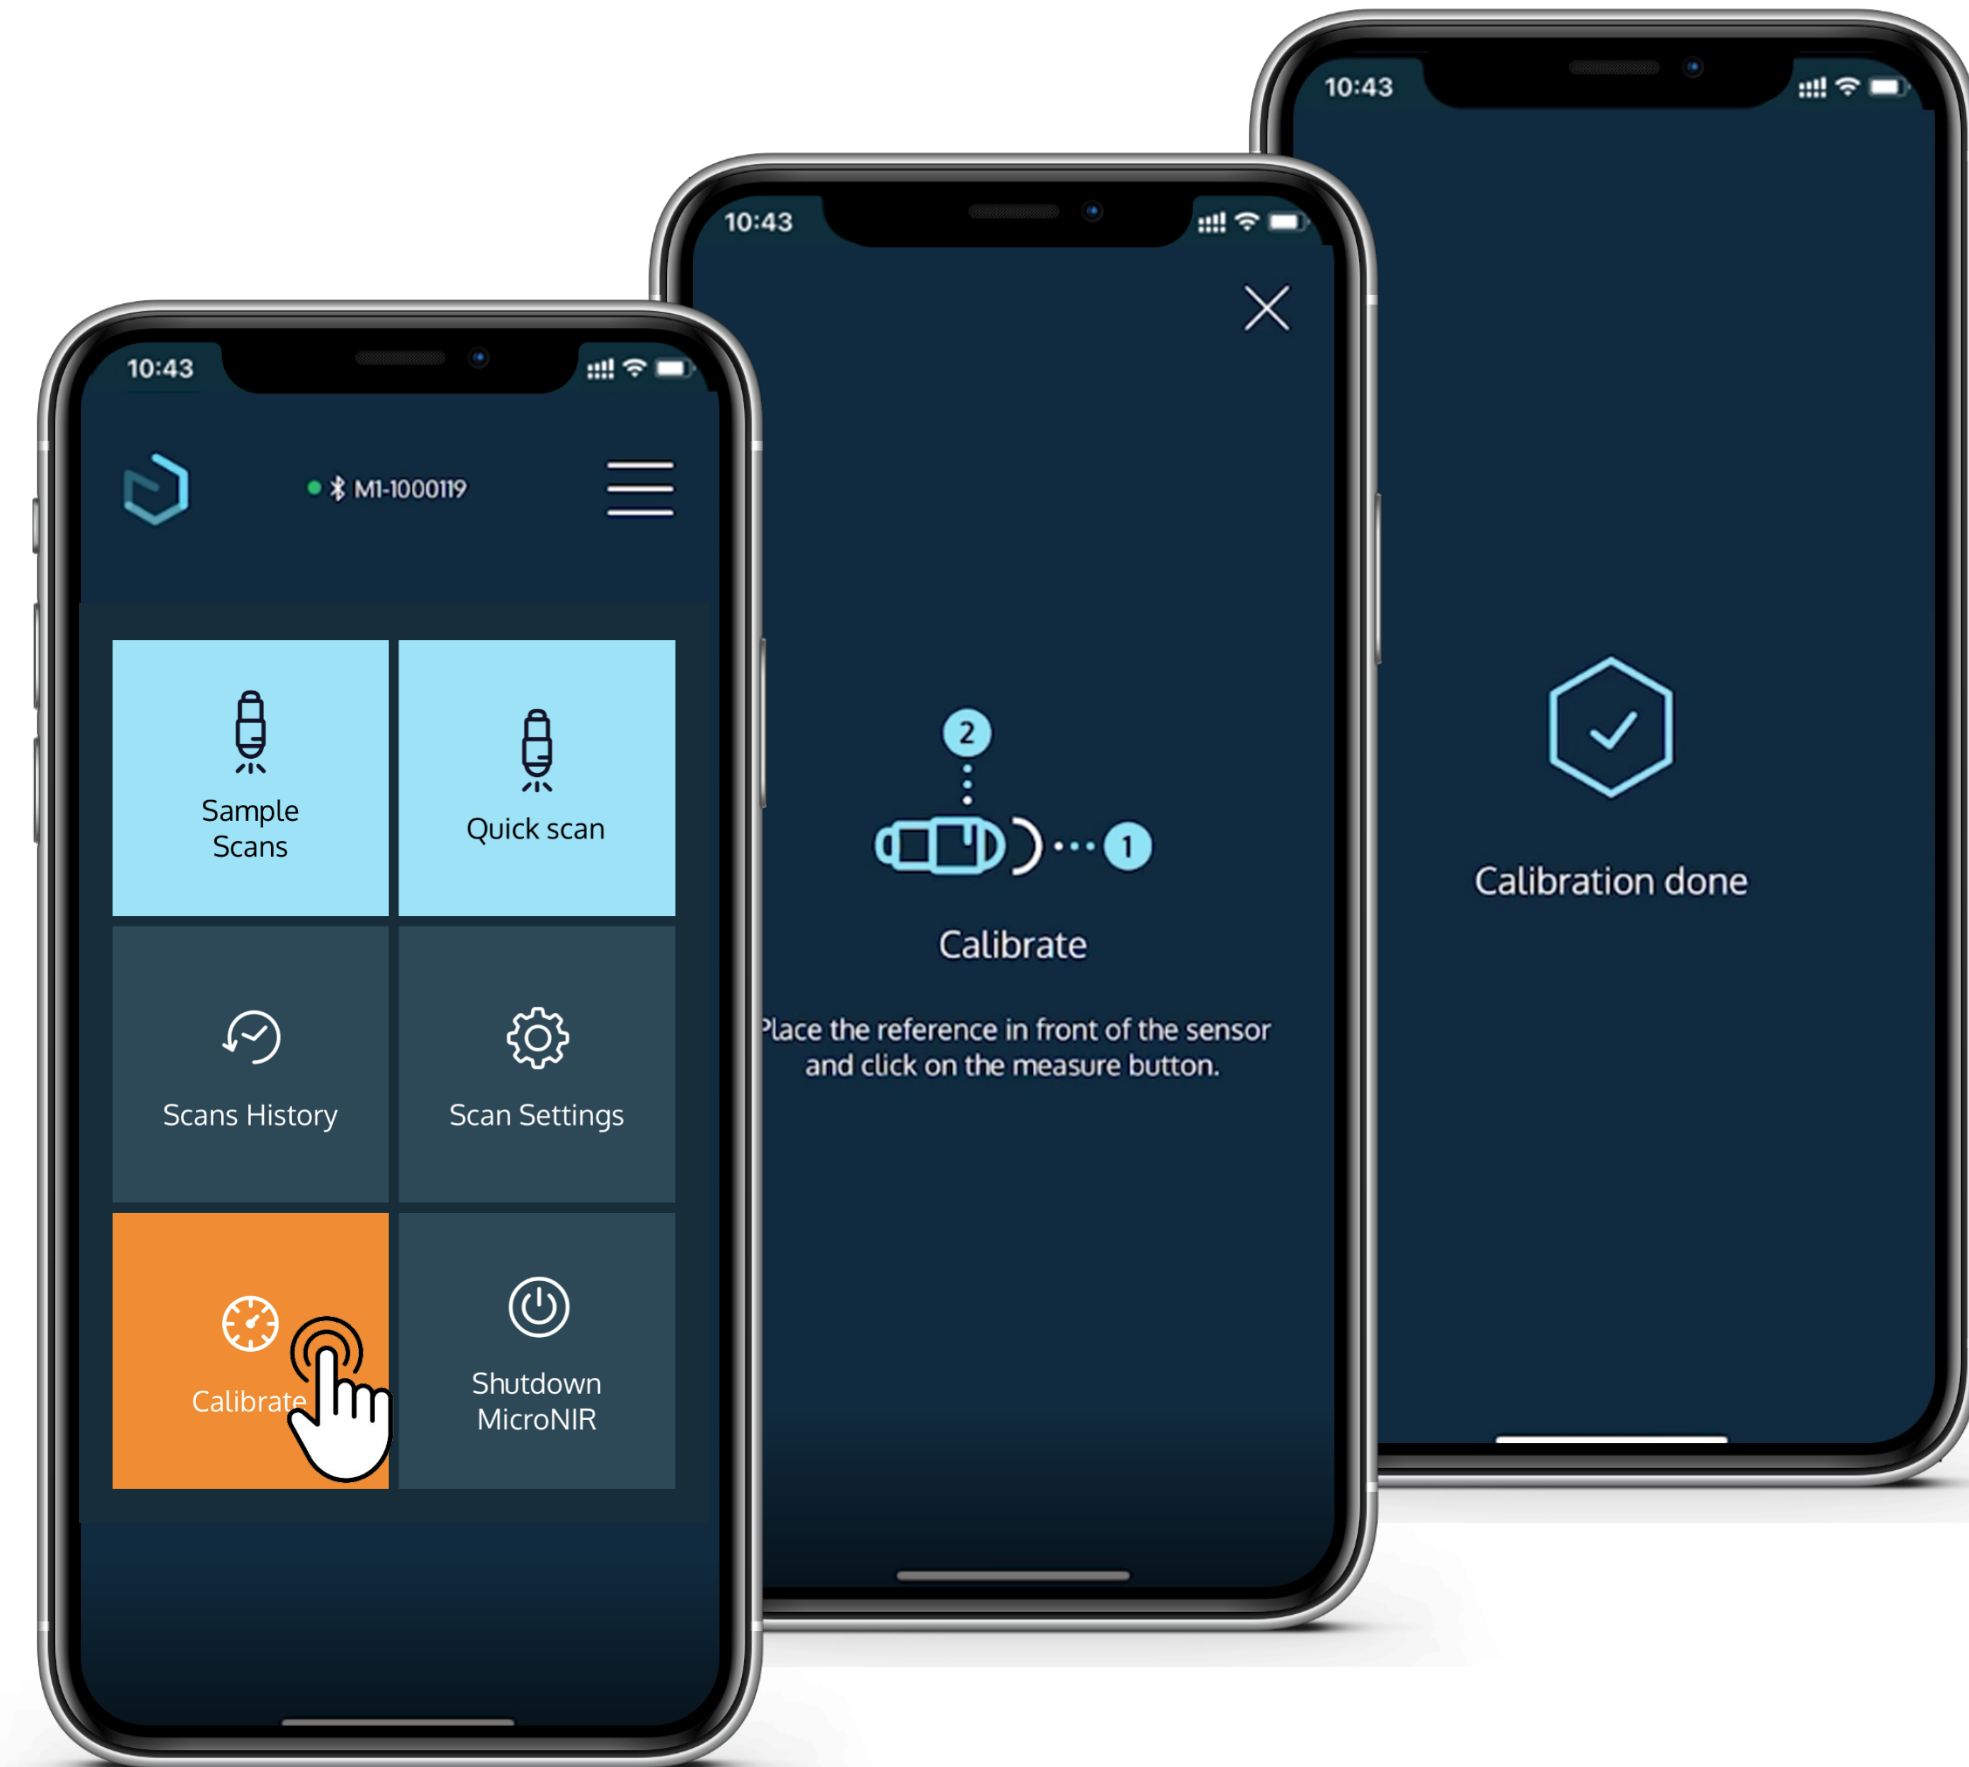 10:43
M1-1000119
Sample
Scans
Quick scan
Scans History
Scan Settings
Calibrate
Shutdown
MicroNIR
10:43
2
1
Calibrate
Place the reference in front of the sensor
and click on the measure button.
10:43
Calibration done